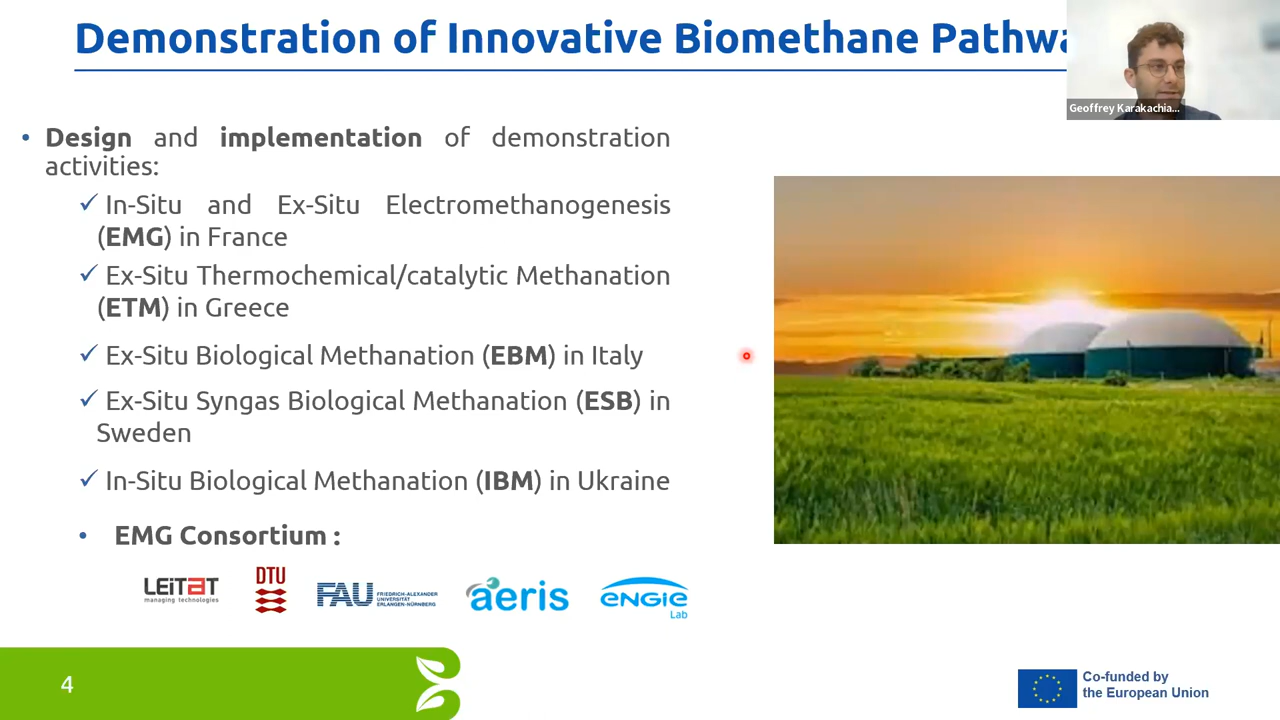 Demonstration of Innovative Biomethane Pathwa
Geoffrey Karakachia...
• Design and implementation of demonstration
activities:
✓ In-Situ and Ex-Situ Electromethanogenesis
(EMG) in France
✓ Ex-Situ Thermochemical/catalytic Methanation
(ETM) in Greece
✓ Ex-Situ Biological Methanation (EBM) in Italy
✓ Ex-Situ Syngas Biological Methanation (ESB) in
Sweden
✓ In-Situ Biological Methanation (IBM) in Ukraine
• EMG Consortium :
LEITAT
managing technologies
DTU
FAU
FRIEDRICH-ALEXANDER
UNIVERSITÄT
ERLANGEN-NÜRNBERG
aeris
ENGIE
Lab
4
Co-funded by
the European Union